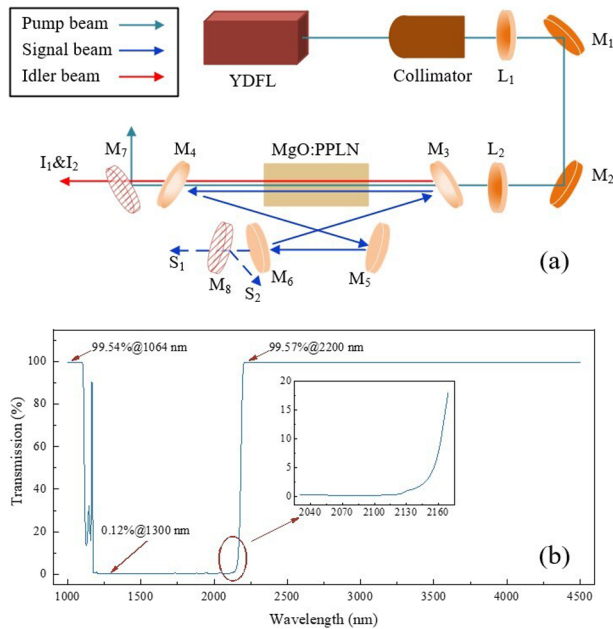 Pump beam
Signal beam
Idler beam
YDFL
Collimator
L1
M1
M7
M4
MgO:PPLN
M3
L2
M2
I1&I2
S1
M8
S2
M6
M5
(a)
99.54%@1064 nm
99.57%@2200 nm
0.12%@1300 nm
Transmission (%)
100
80
60
40
20
0
20
15
10
5
0
2040 2070 2100 2130 2160
(b)
1000 1500 2000 2500 3000 3500 4000 4500
Wavelength (nm)